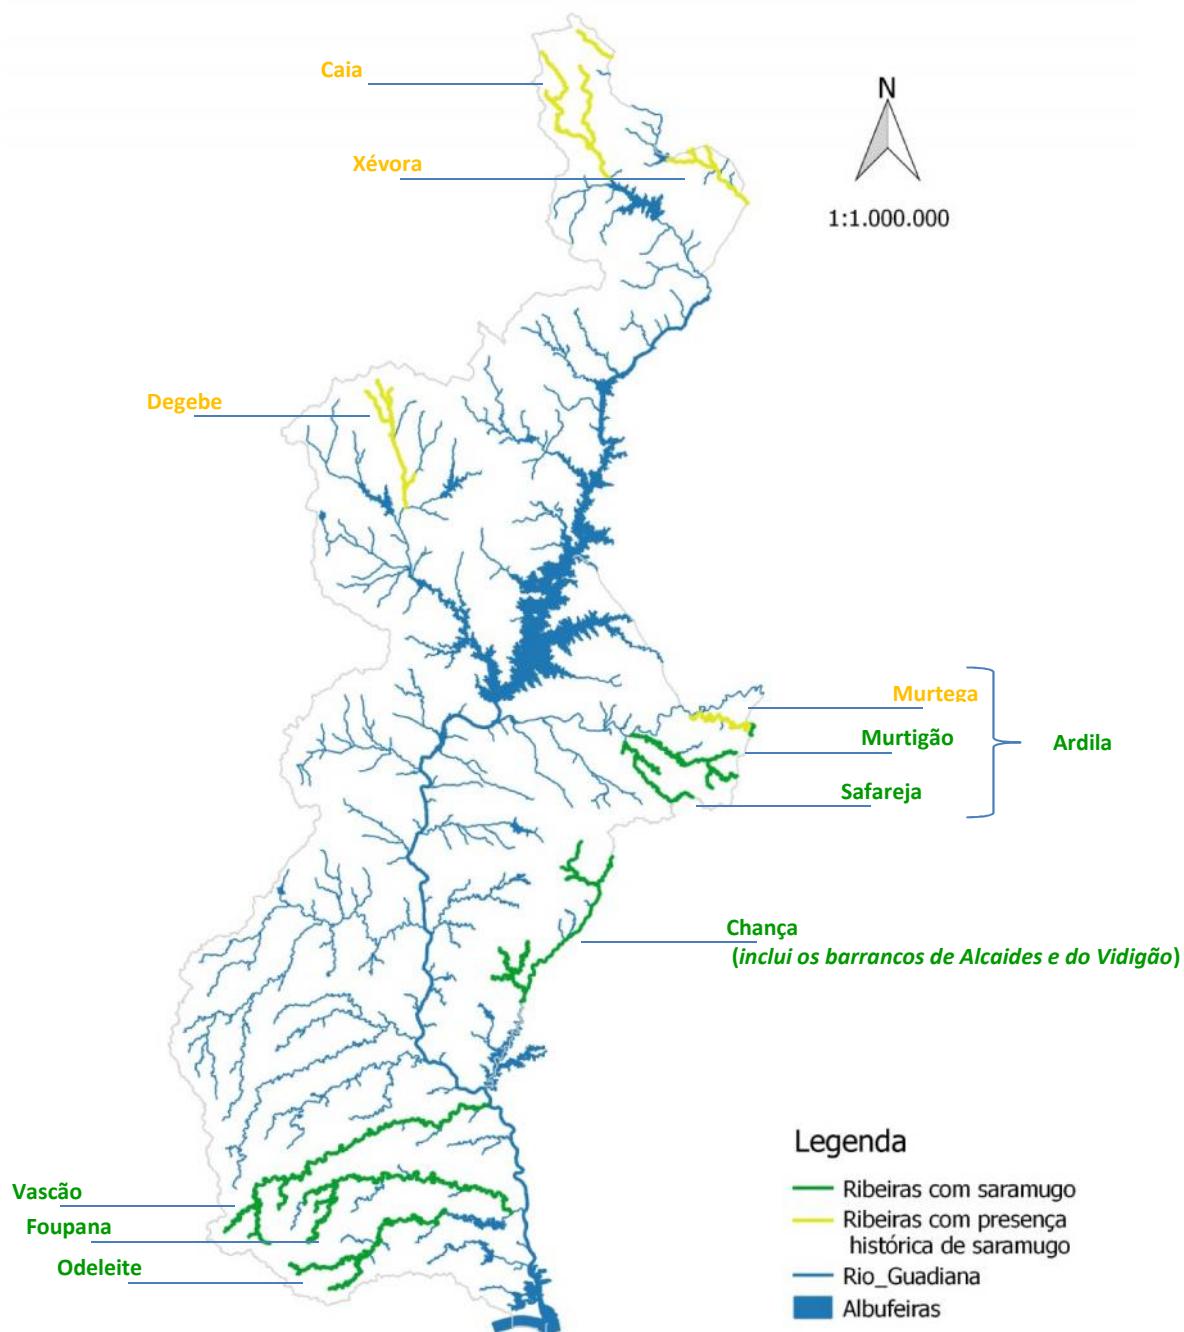 Caia
N
Xévora
1:1.000.000
Degebe
Murtega
Murtigão
Ardila
Safareja
Chança
(inclui os barrancos de Alcaides e do Vidigão)
Legenda
Vascão
Ribeiras com saramugo
Foupana
Ribeiras com presença
histórica de saramugo
Odeleite
Rio_Guadiana
Albufeiras